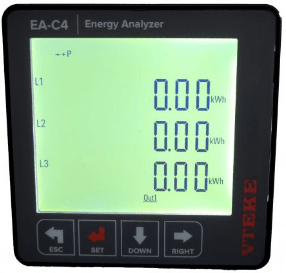 EA-C4 | Energy Analyzer
→+P
L1
0.00 kWh
L2
0.00 kWh
L3
0.00 kWh
Out1
VTEKE
ESC SET DOWN RIGHT